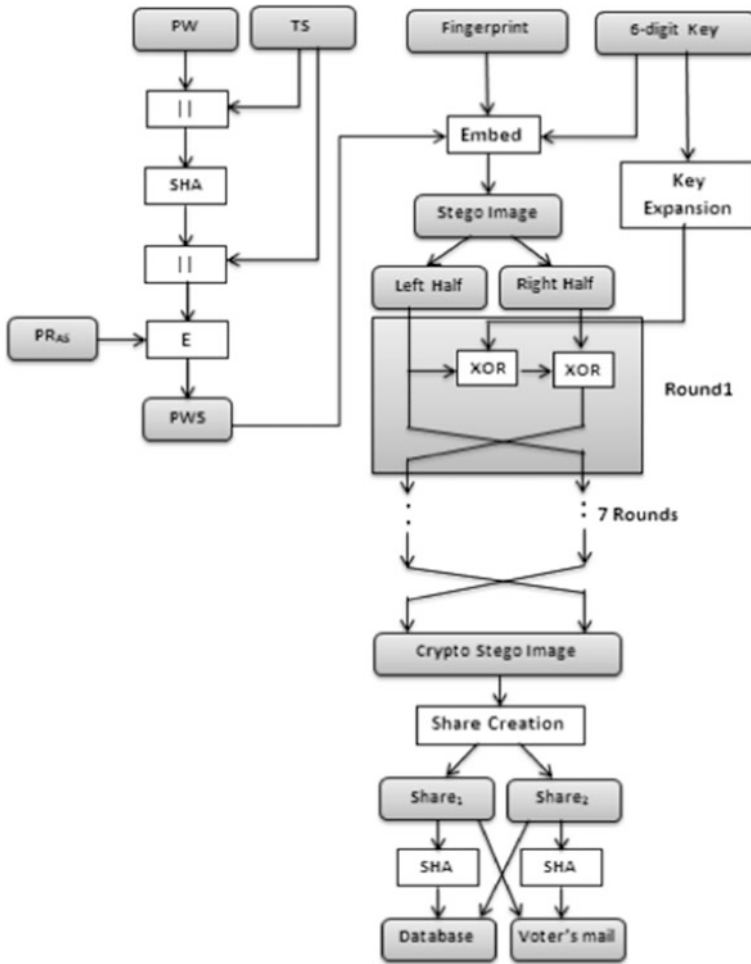 PW
TS
Fingerprint
6-digit Key
||
Embed
SHA
Key
Expansion
Stego Image
||
Left Half
Right Half
PRAS
E
XOR
XOR
Round1
PWS
7 Rounds
Crypto Stego Image
Share Creation
Share1
Share2
SHA
SHA
Database
Voter's mail